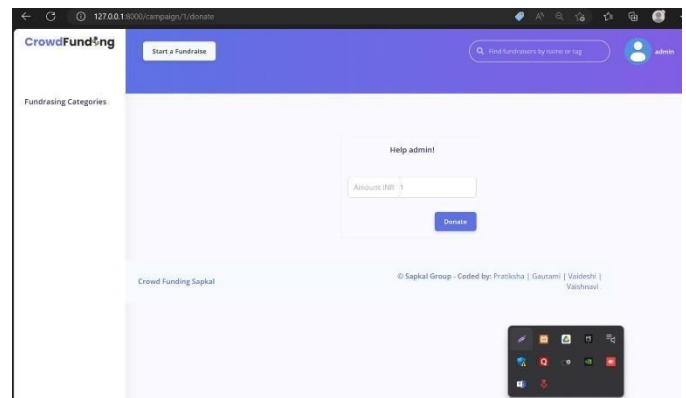 127.0.0.1:8000/campaign/1/donate
CrowdFunding
Start a Fundraise
Find fundraisers by name or tag
admin
Fundrasing Categories
Help admin!
Amount INR 1
Donate
Crowd Funding Sapkal
© Sapkal Group - Coded by: Pratiksha | Gautami | Vaideshi |
Vaishnavi